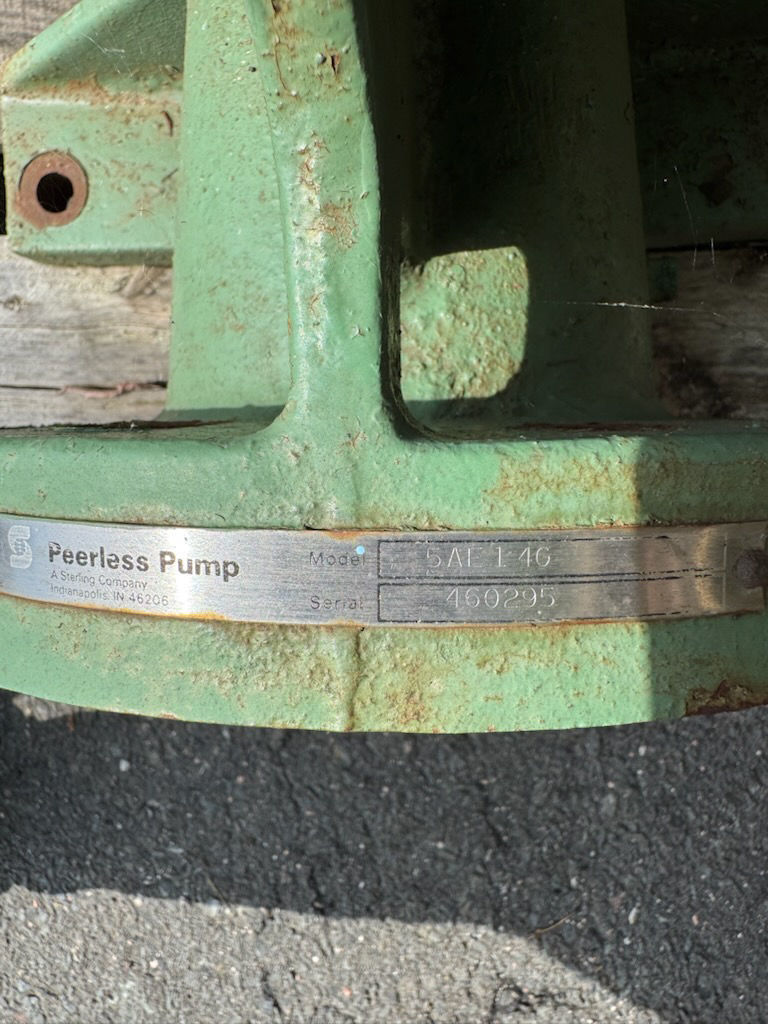 Peerless Pump
A Sterling Company
Indianapolis, IN 46206
Model 5AE 14G
Serial 460295